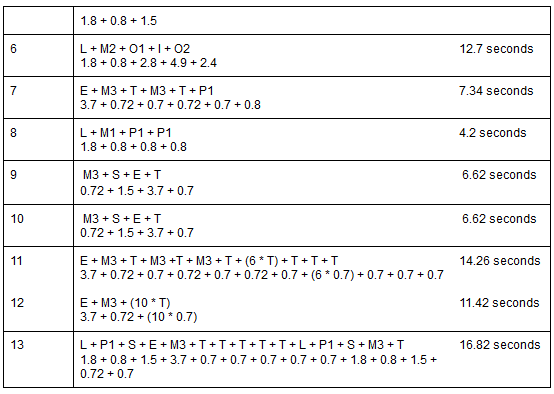 1.8 + 0.8 + 1.5
6 L + M2 + O1 + I + O2 12.7 seconds
1.8 + 0.8 + 2.8 + 4.9 + 2.4
7 E + M3 + T + M3 + T + P1 7.34 seconds
3.7 + 0.72 + 0.7 + 0.72 + 0.7 + 0.8
8 L + M1 + P1 + P1 4.2 seconds
1.8 + 0.8 + 0.8 + 0.8
9 M3 + S + E + T 6.62 seconds
0.72 + 1.5 + 3.7 + 0.7
10 M3 + S + E + T 6.62 seconds
0.72 + 1.5 + 3.7 + 0.7
11 E + M3 + T + M3 +T + M3 + T + (6 * T) + T + T + T 14.26 seconds
3.7 + 0.72 + 0.7 + 0.72 + 0.7 + 0.72 + 0.7 + (6 * 0.7) + 0.7 + 0.7 + 0.7
12 E + M3 + (10 * T) 11.42 seconds
3.7 + 0.72 + (10 * 0.7)
13 L + P1 + S + E + M3 + T + T + T + T + T + L + P1 + S + M3 + T 16.82 seconds
1.8 + 0.8 + 1.5 + 3.7 + 0.7 + 0.7 + 0.7 + 0.7 + 0.7 + 1.8 + 0.8 + 1.5 +
0.72 + 0.7